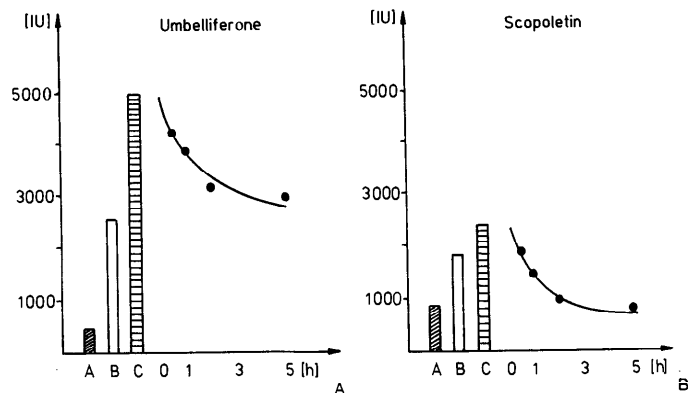 [IU] Umbelliferone
5000
3000
1000
A B C 0 1 3 5 [h]
A
[IU] Scopoletin
5000
3000
1000
A B C 0 1 3 5 [h]
B